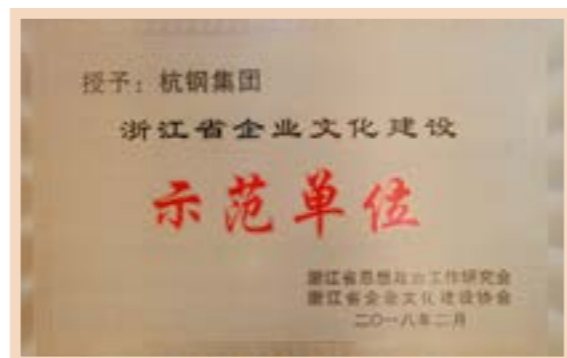 授予：杭钢集团
浙江省企业文化建设
示范单位
浙江省思想政治工作研究会
浙江省企业文化建设协会
二〇一八年二月